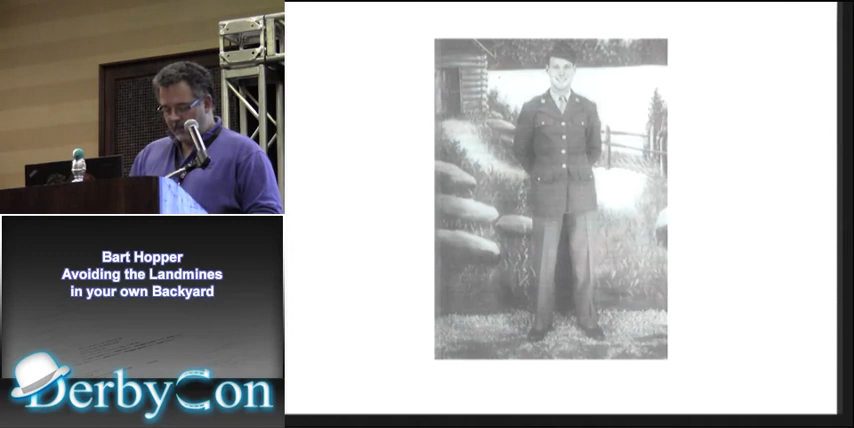 Bart Hopper
Avoiding the Landmines
in your own Backyard
DerbyCon